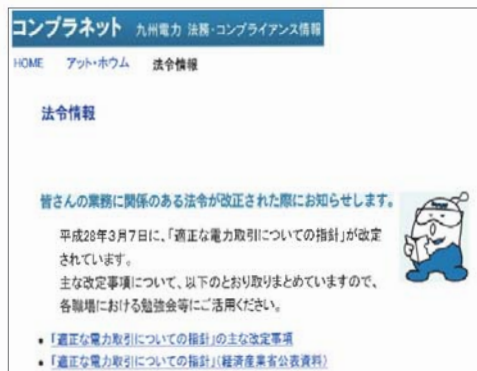 コンプラネット 九州電力 法務・コンプライアンス情報
HOME アット・ホウム 法令情報
法令情報
皆さんの業務に関係のある法令が改正された際にお知らせします。
平成28年3月7日に、「適正な電力取引についての指針」が改定
されています。
主な改定事項について、以下のとおり取りまとめていますので、
各職場における勉強会等にご活用ください。
• 「適正な電力取引についての指針」の主な改定事項
• 「適正な電力取引についての指針」(経済産業省公表資料)